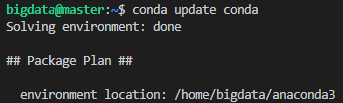 bigdata@master:~$ conda update conda
Solving environment: done
## Package Plan ##
environment location: /home/bigdata/anaconda3